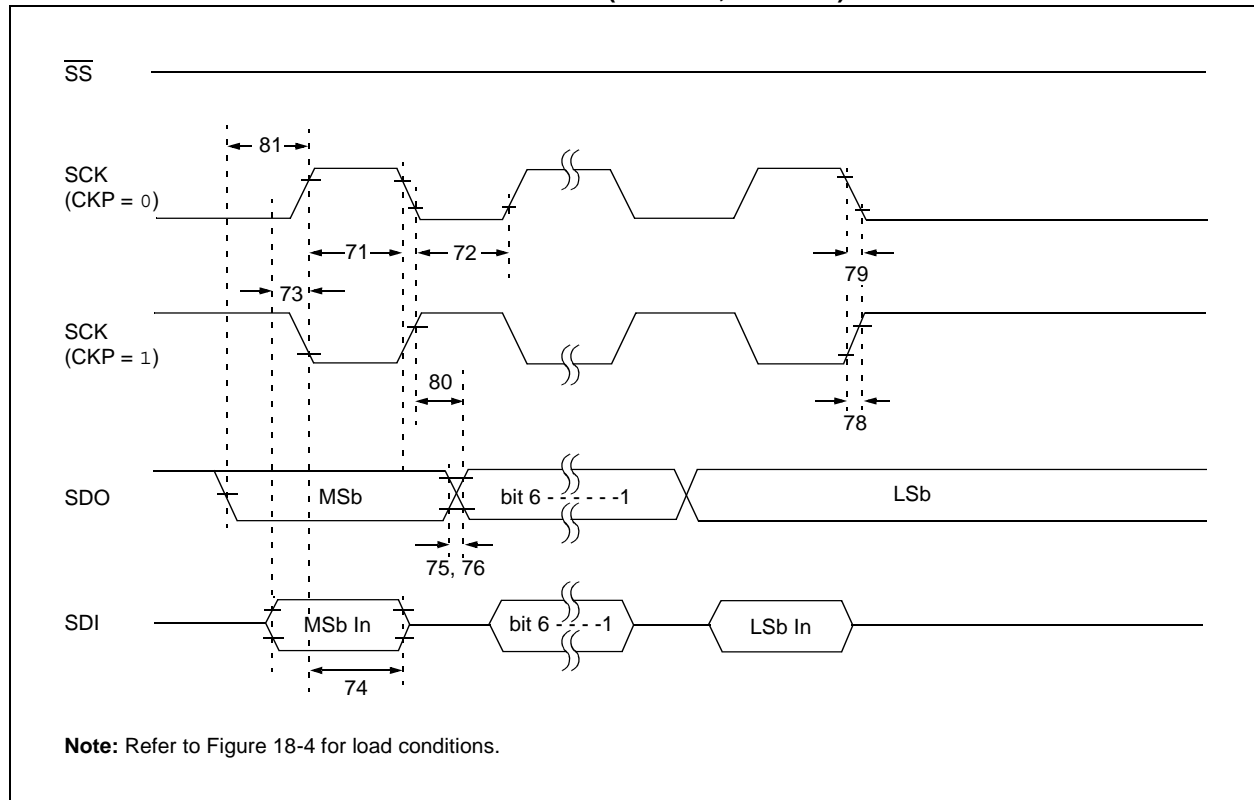 SS
81
SCK
(CKP = 0)
71
72
79
73
SCK
(CKP = 1)
80
78
SDO
MSb
bit 6 - - - - - -1
LSb
75, 76
SDI
MSb In
bit 6 - - - -1
LSb In
74
Note: Refer to Figure 18-4 for load conditions.